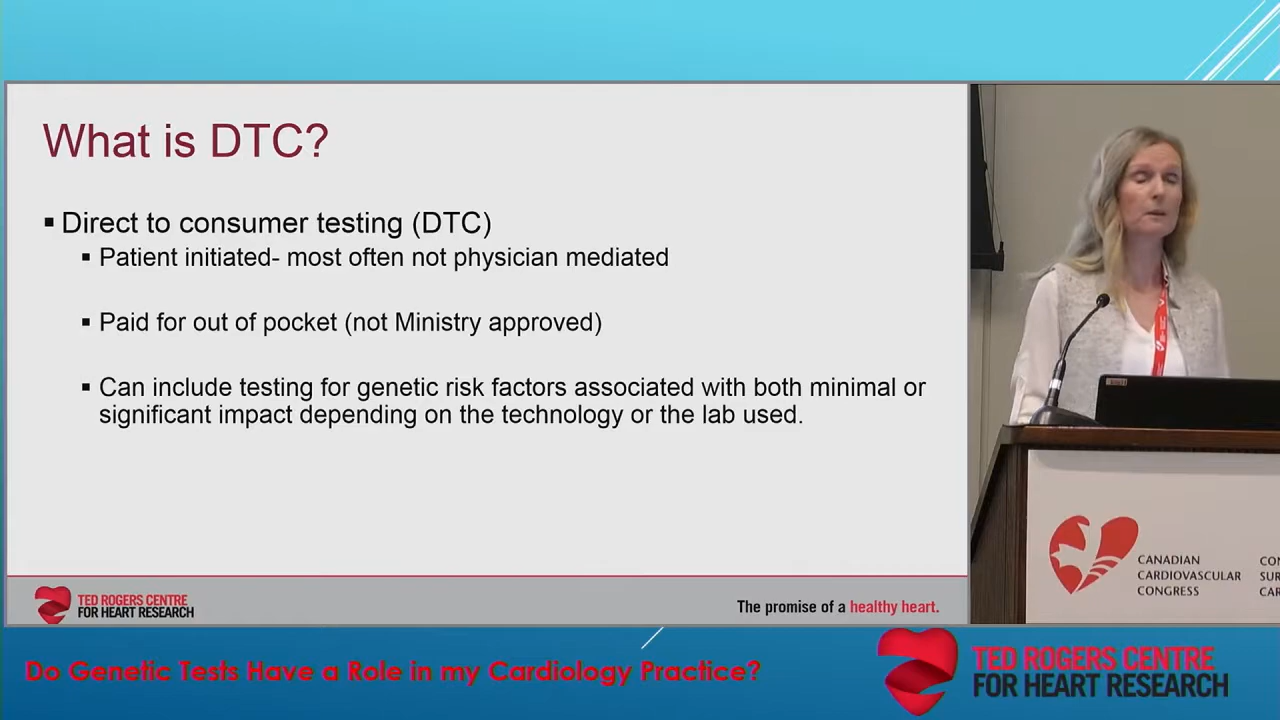 What is DTC?
▪ Direct to consumer testing (DTC)
▪ Patient initiated- most often not physician mediated
▪ Paid for out of pocket (not Ministry approved)
▪ Can include testing for genetic risk factors associated with both minimal or
significant impact depending on the technology or the lab used.
TED ROGERS CENTRE
FOR HEART RESEARCH
The promise of a healthy heart.
CANADIAN
CARDIOVASCULAR
CONGRESS
Do Genetic Tests Have a Role in my Cardiology Practice?
TED ROGERS CENTRE
FOR HEART RESEARCH